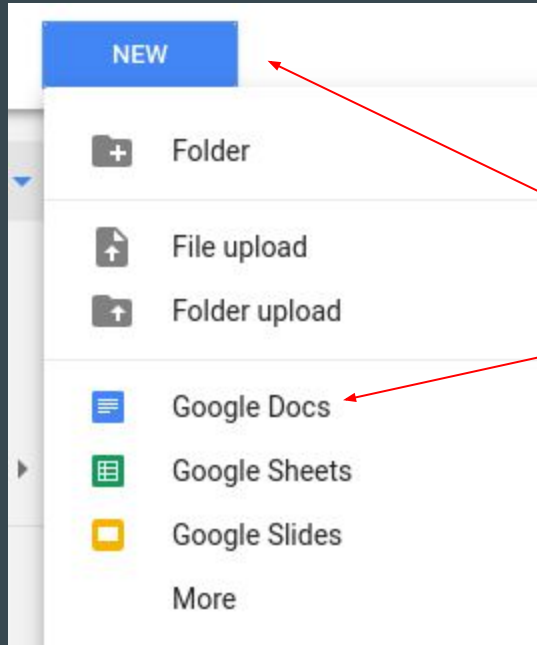 NEW
Folder
File upload
Folder upload
Google Docs
Google Sheets
Google Slides
More